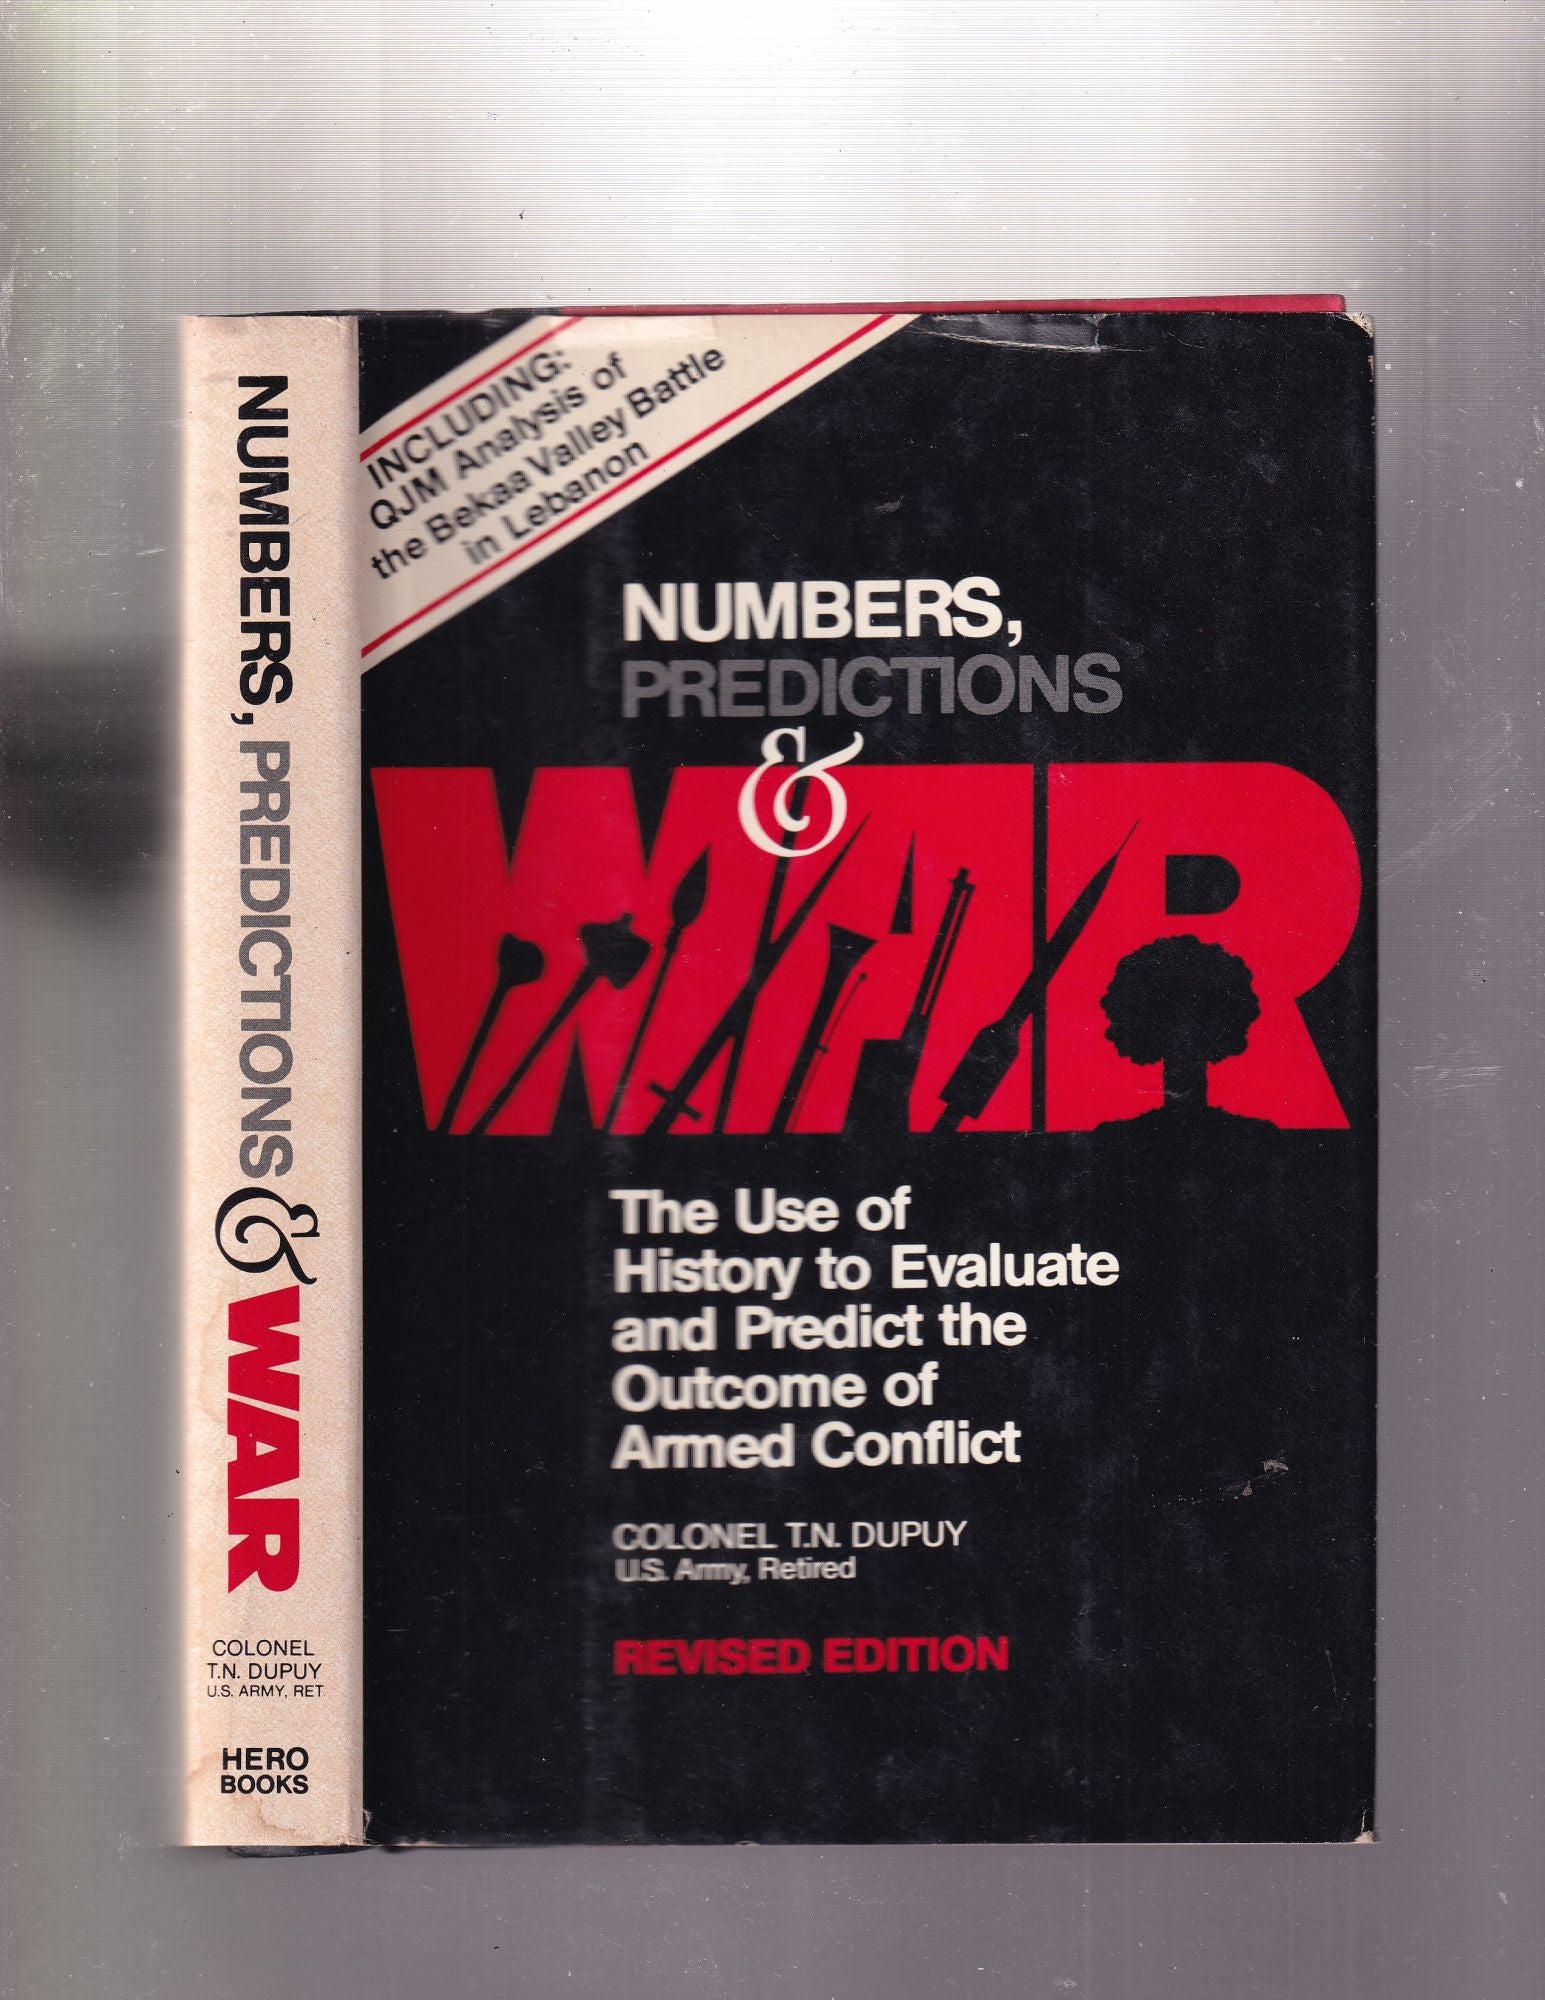 NUMBERS, PREDICTIONS & WAR
COLONEL
T.N. DUPUY
U.S. ARMY, RET.
HERO
BOOKS
INCLUDING:
QJM Analysis of
the Bekaa Valley Battle
in Lebanon
NUMBERS,
PREDICTIONS
&
WAR
The Use of
History to Evaluate
and Predict the
Outcome of
Armed Conflict
COLONEL T.N. DUPUY
U.S. Army, Retired
REVISED EDITION